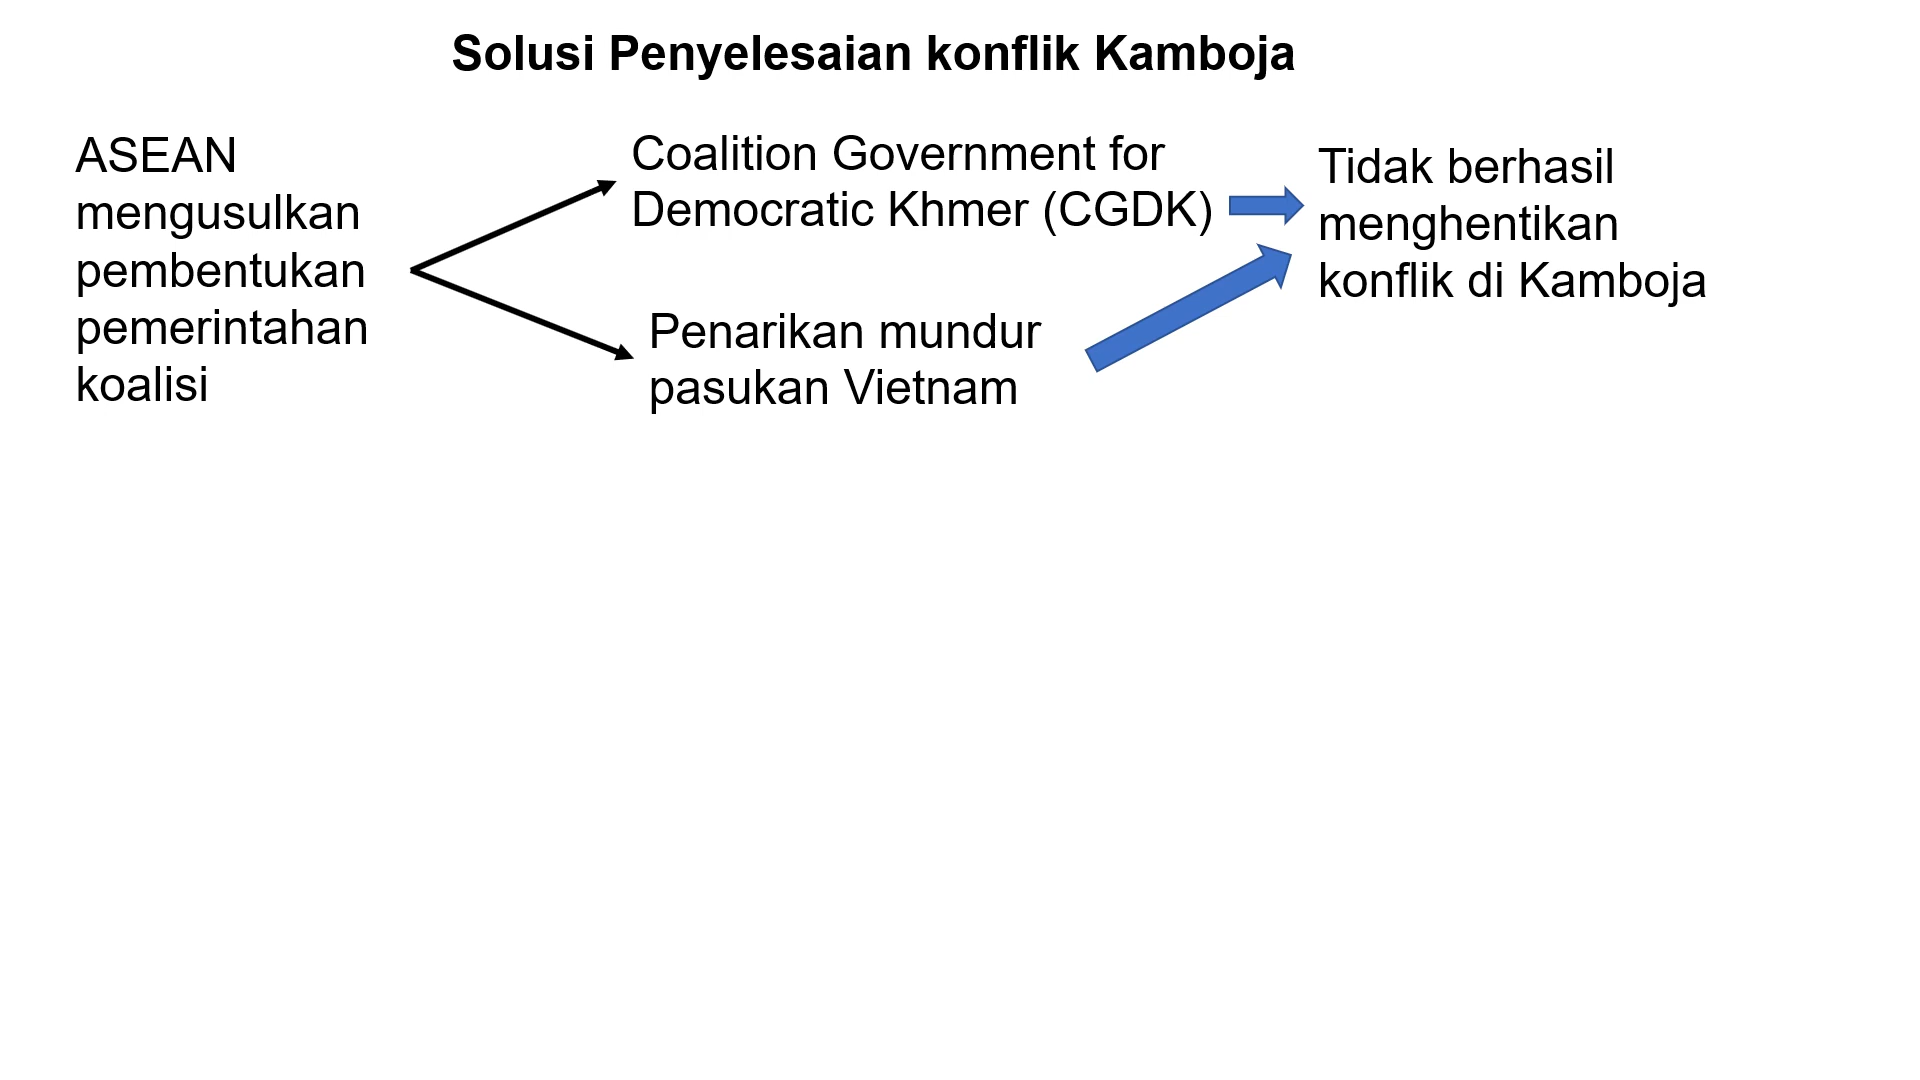 Solusi Penyelesaian konflik Kamboja
ASEAN
mengusulkan
pembentukan
pemerintahan
koalisi
Coalition Government for
Democratic Khmer (CGDK)
Penarikan mundur
pasukan Vietnam
Tidak berhasil
menghentikan
konflik di Kamboja